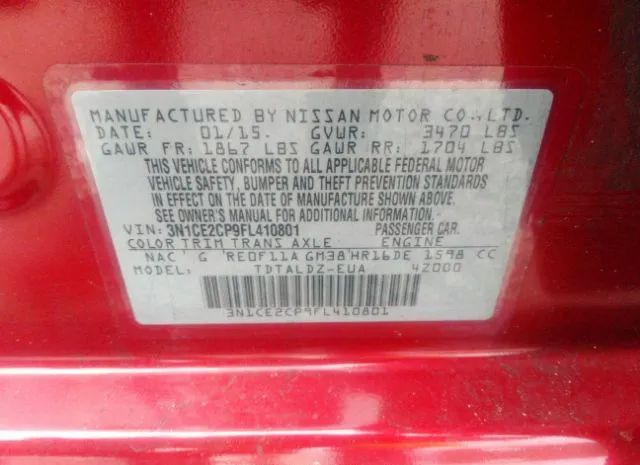 MANUFACTURED BY NISSAN MOTOR CO., LTD.
DATE: 01/15. GVWR: 3470 LBS
GAWR FR: 1867 LBS GAWR RR: 1704 LBS
THIS VEHICLE CONFORMS TO ALL APPLICABLE FEDERAL MOTOR
VEHICLE SAFETY, BUMPER AND THEFT PREVENTION STANDARDS
IN EFFECT ON THE DATE OF MANUFACTURE SHOWN ABOVE.
SEE OWNER'S MANUAL FOR ADDITIONAL INFORMATION.
VIN: 3N1CE2CP9FL410801 PASSENGER CAR.
COLOR TRIM TRANS AXLE ENGINE
NAC' G 'RE0F11A GM38'HR16DE 1598 CC
MODEL: TDTALDZ-EUA 4Z000
3N1CE2CP9FL410801